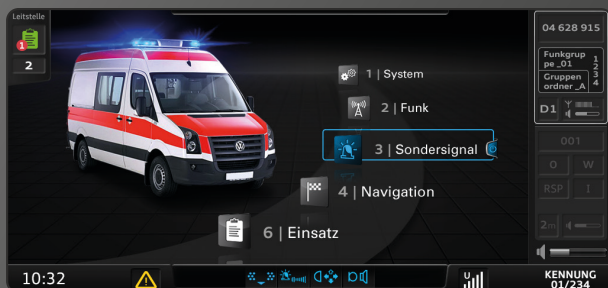 Leitstelle
1
2
1 | System
2 | Funk
3 | Sondersignal
4 | Navigation
6 | Einsatz
04 628 915
Funkgrup
pe _01
Gruppen
ordner _A
1
2
3
4
D1
001
O W
RSP I
2m
10:32
U
KENNUNG
01/234